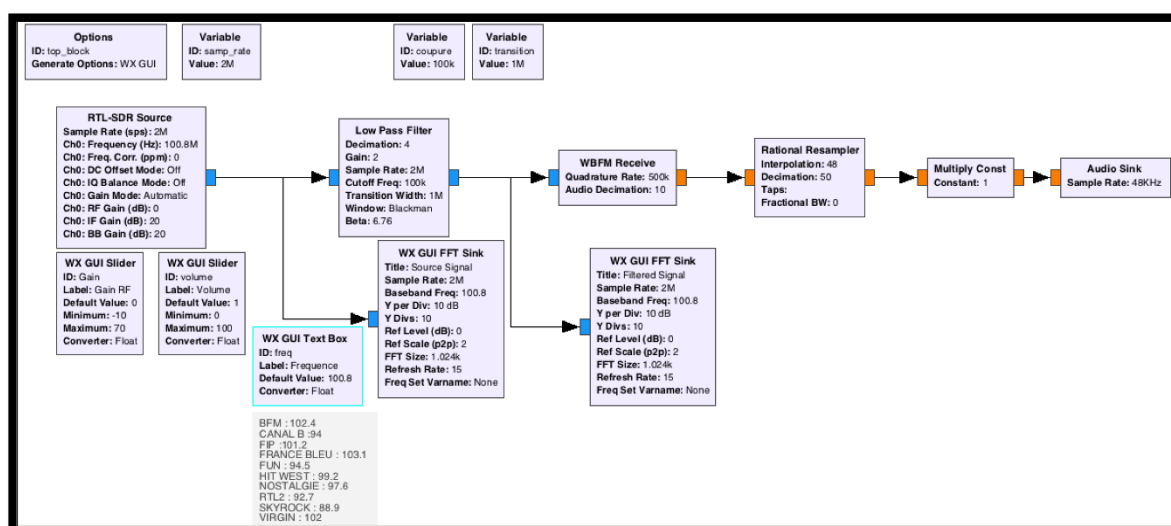 Options
ID: top_block
Generate Options: WX GUI
Variable
ID: samp_rate
Value: 2M
Variable
ID: coupure
Value: 100k
Variable
ID: transition
Value: 1M
RTL-SDR Source
Sample Rate (sps): 2M
Ch0: Frequency (Hz): 100.8M
Ch0: Freq. Corr. (ppm): 0
Ch0: DC Offset Mode: Off
Ch0: IQ Balance Mode: Off
Ch0: Gain Mode: Automatic
Ch0: RF Gain (dB): 0
Ch0: IF Gain (dB): 20
Ch0: BB Gain (dB): 20
Low Pass Filter
Decimation: 4
Gain: 2
Sample Rate: 2M
Cutoff Freq: 100k
Transition Width: 1M
Window: Blackman
Beta: 6.76
WBFM Receive
Quadrature Rate: 500k
Audio Decimation: 10
Rational Resampler
Interpolation: 48
Decimation: 50
Taps:
Fractional BW: 0
Multiply Const
Constant: 1
Audio Sink
Sample Rate: 48KHz
WX GUI Slider
ID: Gain
Label: Gain RF
Default Value: 0
Minimum: -10
Maximum: 70
Converter: Float
WX GUI Slider
ID: volume
Label: Volume
Default Value: 1
Minimum: 0
Maximum: 100
Converter: Float
WX GUI Text Box
ID: freq
Label: Frequence
Default Value: 100.8
Converter: Float
WX GUI FFT Sink
Title: Source Signal
Sample Rate: 2M
Baseband Freq: 100.8
Y per Div: 10 dB
Y Divs: 10
Ref Level (dB): 0
Ref Scale (p2p): 2
FFT Size: 1.024k
Refresh Rate: 15
Freq Set Varname: None
WX GUI FFT Sink
Title: Filtered Signal
Sample Rate: 2M
Baseband Freq: 100.8
Y per Div: 10 dB
Y Divs: 10
Ref Level (dB): 0
Ref Scale (p2p): 2
FFT Size: 1.024k
Refresh Rate: 15
Freq Set Varname: None
BFM : 102.4
CANAL B :94
FIP :101.2
FRANCE BLEU : 103.1
FUN : 94.5
HIT WEST : 99.2
NOSTALGIE : 97.6
RTL2 : 92.7
SKYROCK : 88.9
VIRGIN : 102